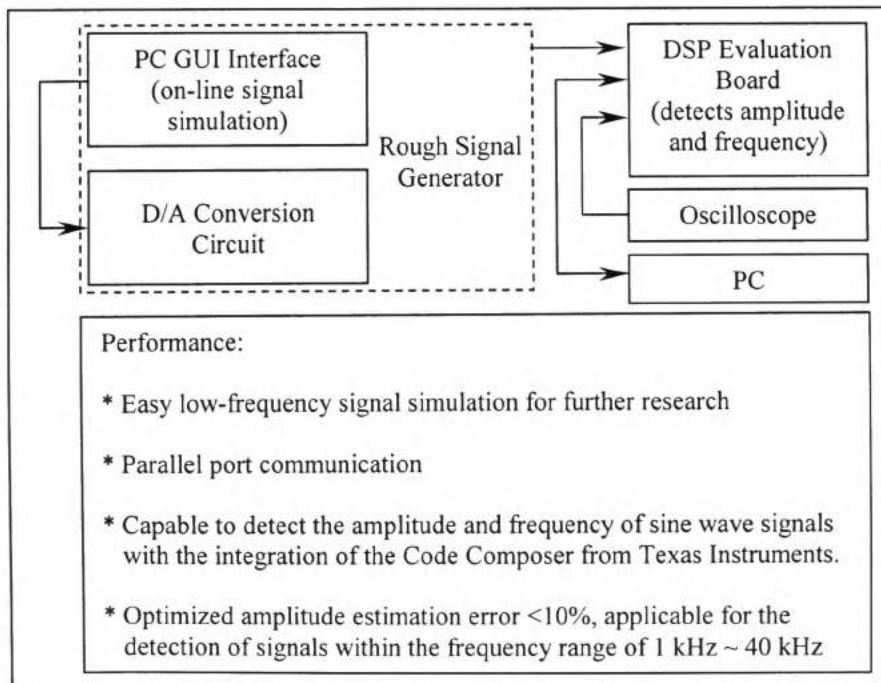 PC GUI Interface
(on-line signal
simulation)
D/A Conversion
Circuit
Rough Signal
Generator
DSP Evaluation
Board
(detects amplitude
and frequency)
Oscilloscope
PC
Performance:
* Easy low-frequency signal simulation for further research
* Parallel port communication
* Capable to detect the amplitude and frequency of sine wave signals
with the integration of the Code Composer from Texas Instruments.
* Optimized amplitude estimation error <10%, applicable for the
detection of signals within the frequency range of 1 kHz ~ 40 kHz